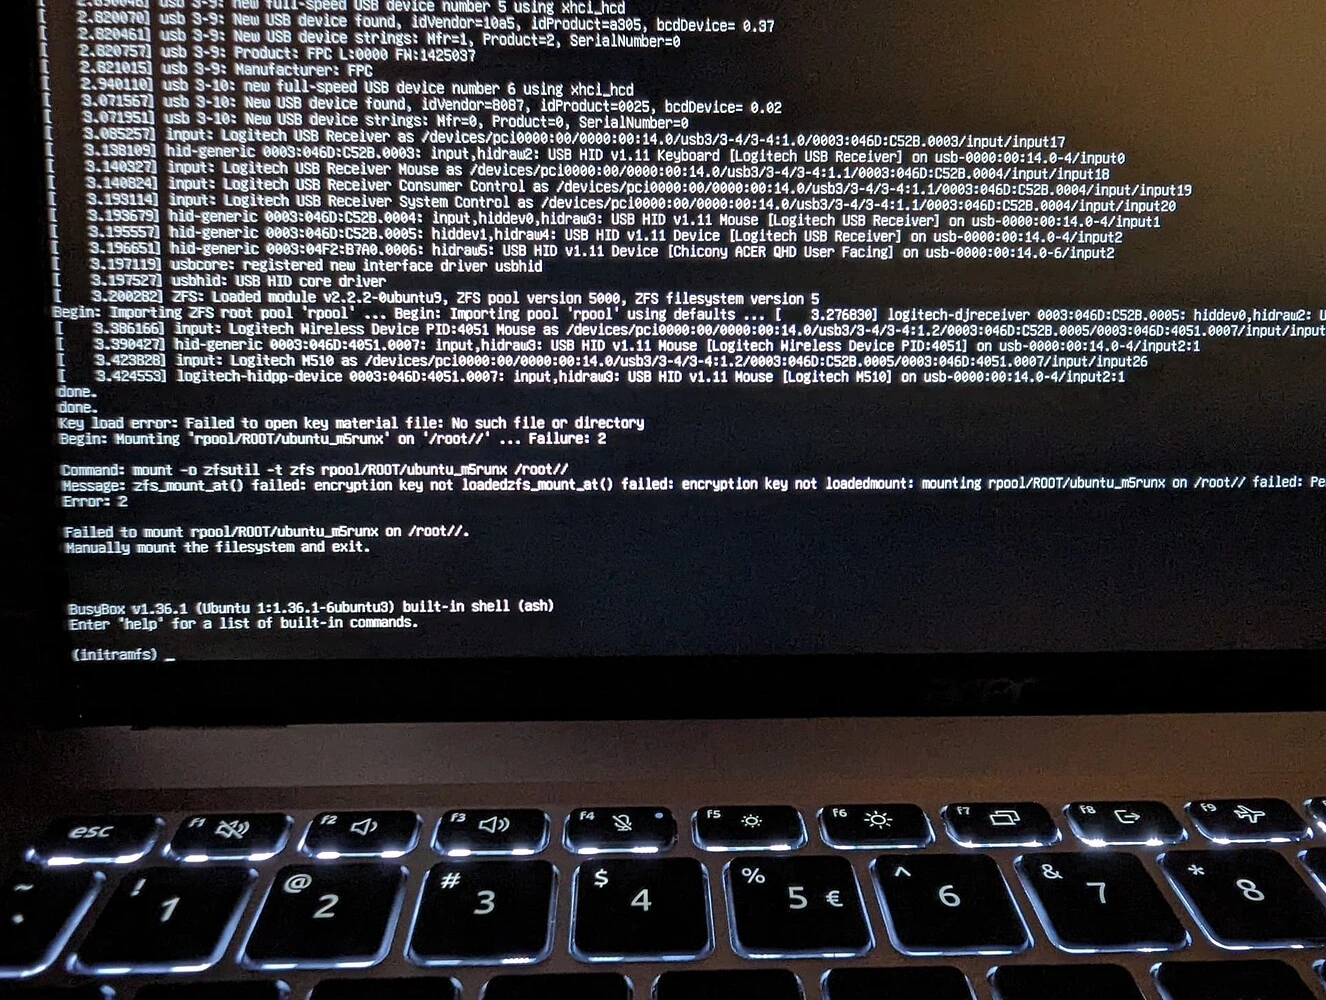 2.890048] usb 3-9: new full-speed USB device number 5 using xhci_hcd
[    2.820070] usb 3-9: New USB device found, idVendor=10a5, idProduct=a305, bcdDevice= 0.37
[    2.820461] usb 3-9: New USB device strings: Mfr=1, Product=2, SerialNumber=0
[    2.820757] usb 3-9: Product: FPC L:0000 FW:1425037
[    2.821015] usb 3-9: Manufacturer: FPC
[    2.940110] usb 3-10: new full-speed USB device number 6 using xhci_hcd
[    3.071567] usb 3-10: New USB device found, idVendor=8087, idProduct=0025, bcdDevice= 0.02
[    3.071951] usb 3-10: New USB device strings: Mfr=0, Product=0, SerialNumber=0
[    3.085257] input: Logitech USB Receiver as /devices/pci0000:00/0000:00:14.0/usb3/3-4/3-4:1.0/0003:046D:C52B.0003/input/input17
[    3.138109] hid-generic 0003:046D:C52B.0003: input,hidraw2: USB HID v1.11 Keyboard [Logitech USB Receiver] on usb-0000:00:14.0-4/input0
[    3.140327] input: Logitech USB Receiver Mouse as /devices/pci0000:00/0000:00:14.0/usb3/3-4/3-4:1.1/0003:046D:C52B.0004/input/input18
[    3.140824] input: Logitech USB Receiver Consumer Control as /devices/pci0000:00/0000:00:14.0/usb3/3-4/3-4:1.1/0003:046D:C52B.0004/input/input19
[    3.193114] input: Logitech USB Receiver System Control as /devices/pci0000:00/0000:00:14.0/usb3/3-4/3-4:1.1/0003:046D:C52B.0004/input/input20
[    3.193679] hid-generic 0003:046D:C52B.0004: input,hiddev0,hidraw3: USB HID v1.11 Mouse [Logitech USB Receiver] on usb-0000:00:14.0-4/input1
[    3.195557] hid-generic 0003:046D:C52B.0005: hiddev1,hidraw4: USB HID v1.11 Device [Logitech USB Receiver] on usb-0000:00:14.0-4/input2
[    3.196651] hid-generic 0003:04F2:B7A0.0006: hidraw5: USB HID v1.11 Device [Chicony ACER QHD User Facing] on usb-0000:00:14.0-6/input2
[    3.197119] usbcore: registered new interface driver usbhid
[    3.197527] usbhid: USB HID core driver
[    3.200282] ZFS: Loaded module v2.2.2-0ubuntu9, ZFS pool version 5000, ZFS filesystem version 5
Begin: Importing ZFS root pool 'rpool' ... Begin: Importing pool 'rpool' using defaults ... [    3.276830] logitech-djreceiver 0003:046D:C52B.0005: hiddev0,hidraw2: U
[    3.386166] input: Logitech Wireless Device PID:4051 Mouse as /devices/pci0000:00/0000:00:14.0/usb3/3-4/3-4:1.2/0003:046D:C52B.0005/0003:046D:4051.0007/input/input
[    3.390427] hid-generic 0003:046D:4051.0007: input,hidraw3: USB HID v1.11 Mouse [Logitech Wireless Device PID:4051] on usb-0000:00:14.0-4/input2:1
[    3.423828] input: Logitech M510 as /devices/pci0000:00/0000:00:14.0/usb3/3-4/3-4:1.2/0003:046D:C52B.0005/0003:046D:4051.0007/input/input26
[    3.424553] logitech-hidpp-device 0003:046D:4051.0007: input,hidraw3: USB HID v1.11 Mouse [Logitech M510] on usb-0000:00:14.0-4/input2:1
done.
done.
Key load error: Failed to open key material file: No such file or directory
Begin: Mounting 'rpool/ROOT/ubuntu_m5runx' on '/root//' ... Failure: 2
Command: mount -o zfsutil -t zfs rpool/ROOT/ubuntu_m5runx /root//
Message: zfs_mount_at() failed: encryption key not loadedzfs_mount_at() failed: encryption key not loadedmount: mounting rpool/ROOT/ubuntu_m5runx on /root// failed: Pe
Error: 2
Failed to mount rpool/ROOT/ubuntu_m5runx on /root//.
Manually mount the filesystem and exit.
BusyBox v1.36.1 (Ubuntu 1:1.36.1-6ubuntu3) built-in shell (ash)
Enter 'help' for a list of built-in commands.
(initramfs) _
esc F1 F2 F3 F4 F5 F6 F7 F8 F9
~ ! 1 @ 2 # 3 $ 4 % 5 € ^ 6 & 7 * 8